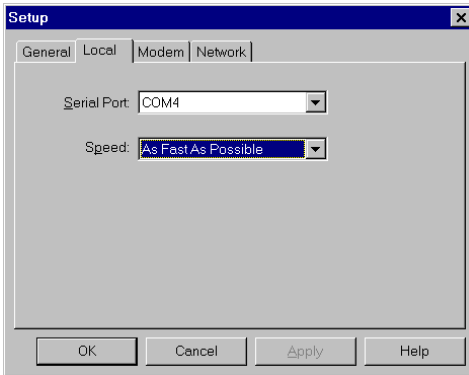 Setup
General Local Modem Network
Serial Port: COM4
Speed: As Fast As Possible
OK Cancel Apply Help